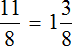 11/8 = 1 3/8